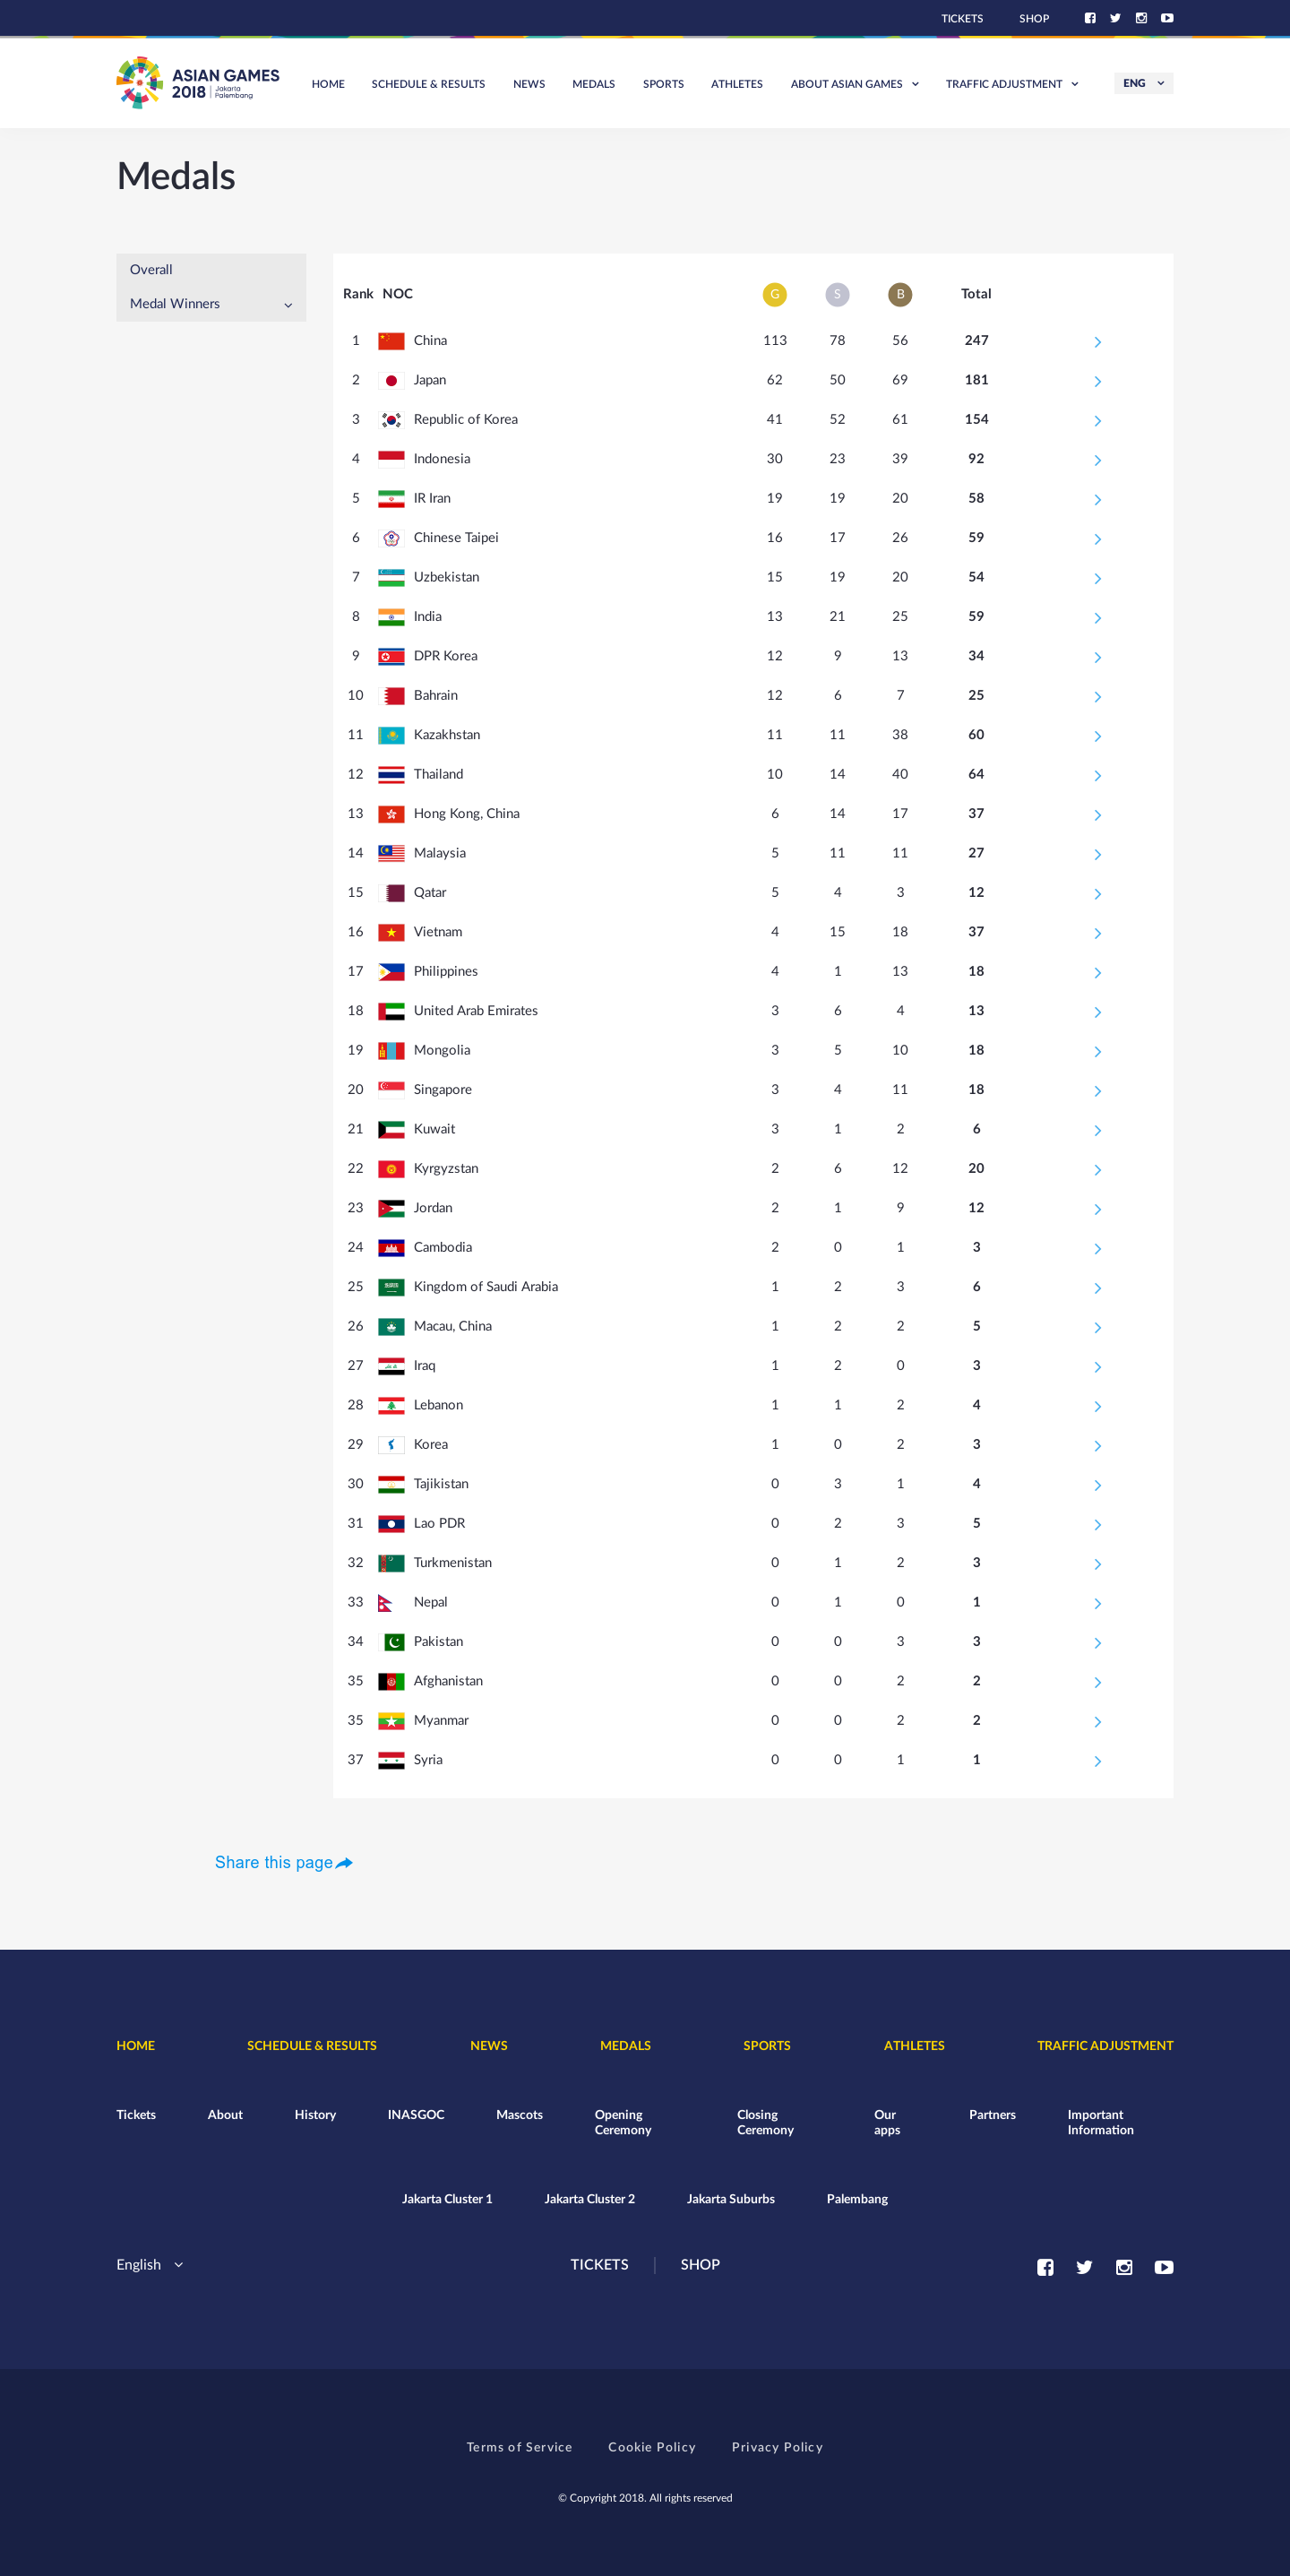 TICKETS SHOP
ASIAN GAMES
2018 Jakarta Palembang
HOME SCHEDULE & RESULTS NEWS MEDALS SPORTS ATHLETES ABOUT ASIAN GAMES TRAFFIC ADJUSTMENT ENG
Medals
Overall
Medal Winners
Rank NOC G S B Total
1 China 113 78 56 247
2 Japan 62 50 69 181
3 Republic of Korea 41 52 61 154
4 Indonesia 30 23 39 92
5 IR Iran 19 19 20 58
6 Chinese Taipei 16 17 26 59
7 Uzbekistan 15 19 20 54
8 India 13 21 25 59
9 DPR Korea 12 9 13 34
10 Bahrain 12 6 7 25
11 Kazakhstan 11 11 38 60
12 Thailand 10 14 40 64
13 Hong Kong, China 6 14 17 37
14 Malaysia 5 11 11 27
15 Qatar 5 4 3 12
16 Vietnam 4 15 18 37
17 Philippines 4 1 13 18
18 United Arab Emirates 3 6 4 13
19 Mongolia 3 5 10 18
20 Singapore 3 4 11 18
21 Kuwait 3 1 2 6
22 Kyrgyzstan 2 6 12 20
23 Jordan 2 1 9 12
24 Cambodia 2 0 1 3
25 Kingdom of Saudi Arabia 1 2 3 6
26 Macau, China 1 2 2 5
27 Iraq 1 2 0 3
28 Lebanon 1 1 2 4
29 Korea 1 0 2 3
30 Tajikistan 0 3 1 4
31 Lao PDR 0 2 3 5
32 Turkmenistan 0 1 2 3
33 Nepal 0 1 0 1
34 Pakistan 0 0 3 3
35 Afghanistan 0 0 2 2
35 Myanmar 0 0 2 2
37 Syria 0 0 1 1
Share this page
HOME SCHEDULE & RESULTS NEWS MEDALS SPORTS ATHLETES TRAFFIC ADJUSTMENT
Tickets About History INASGOC Mascots Opening Closing Our Partners Important
Ceremony Ceremony apps Information
Jakarta Cluster 1 Jakarta Cluster 2 Jakarta Suburbs Palembang
English TICKETS SHOP
Terms of Service Cookie Policy Privacy Policy
© Copyright 2018. All rights reserved